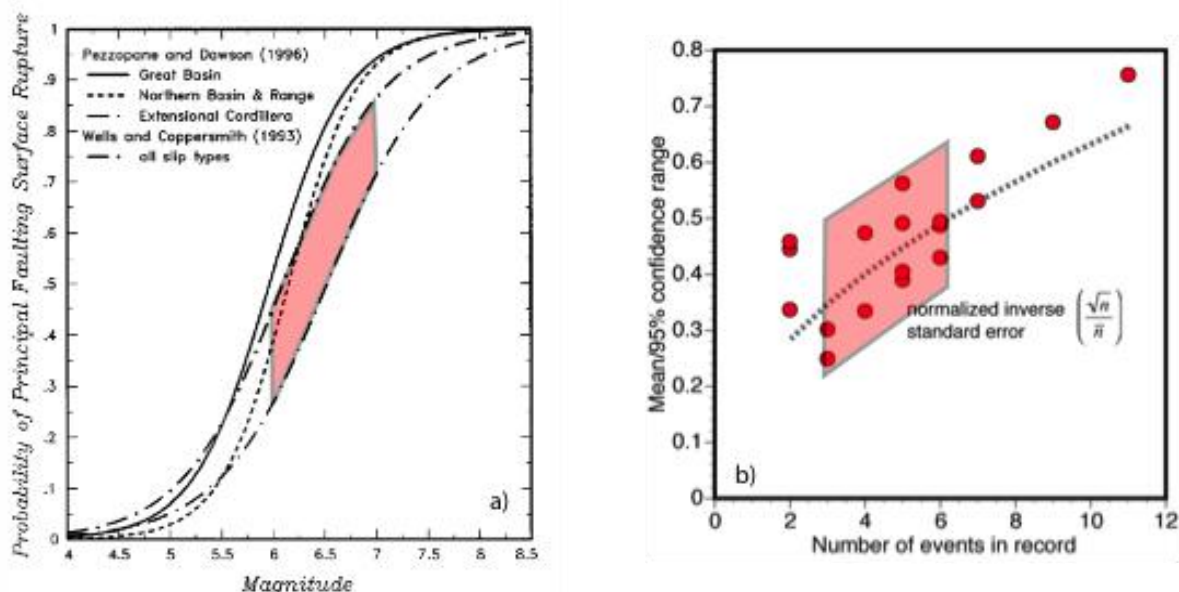 Probability of Principal Faulting Surface Rupture
1
.9
.8
.7
.6
.5
.4
.3
.2
.1
0
Pezzopane and Dawson (1996)
Great Basin
Northern Basin & Range
Extensional Cordillera
Wells and Coppersmith (1993)
all slip types
a)
4 4.5 5 5.5 6 6.5 7 7.5 8 8.5
Magnitude
Mean/95% confidence range
0.8
0.7
0.6
0.5
0.4
0.3
0.2
0.1
0
normalized inverse
standard error (√n/n̄)
b)
0 2 4 6 8 10 12
Number of events in record